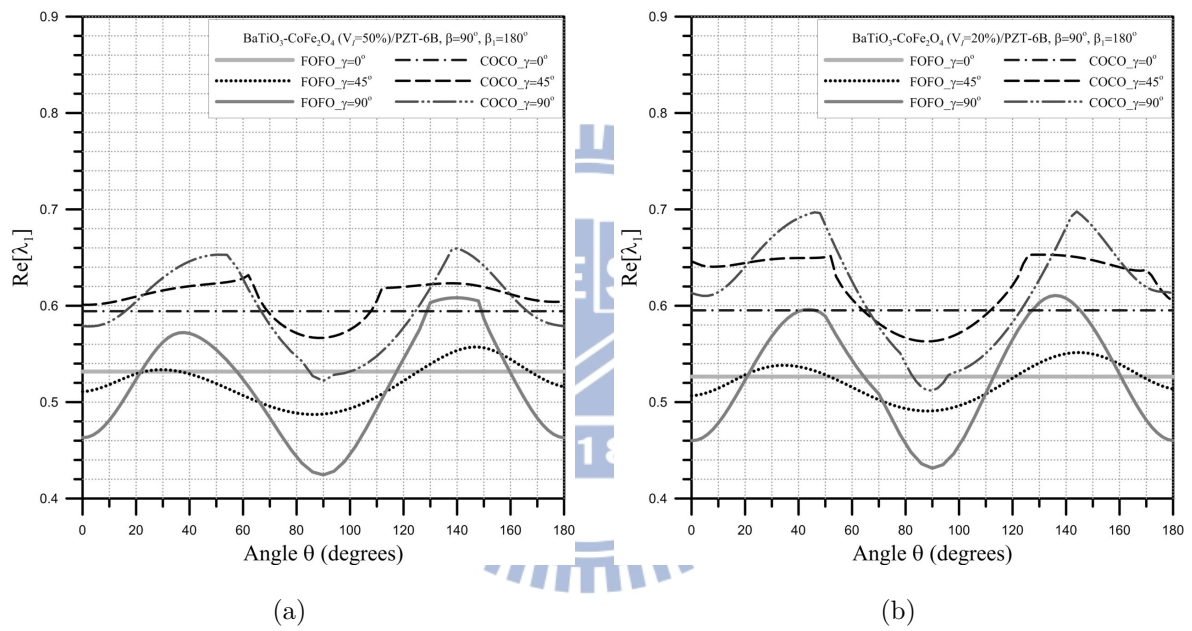 0.9
0.8
0.7
0.6
0.5
0.4
Re[λ₁]
BaTiO₃-CoFe₂O₄ (V_f=50%)/PZT-6B, β=90°, β₁=180°
FOFO_γ=0° COCO_γ=0°
FOFO_γ=45° COCO_γ=45°
FOFO_γ=90° COCO_γ=90°
0 20 40 60 80 100 120 140 160 180
Angle θ (degrees)
(a)
0.9
0.8
0.7
0.6
0.5
0.4
Re[λ₁]
BaTiO₃-CoFe₂O₄ (V_f=20%)/PZT-6B, β=90°, β₁=180°
FOFO_γ=0° COCO_γ=0°
FOFO_γ=45° COCO_γ=45°
FOFO_γ=90° COCO_γ=90°
0 20 40 60 80 100 120 140 160 180
Angle θ (degrees)
(b)